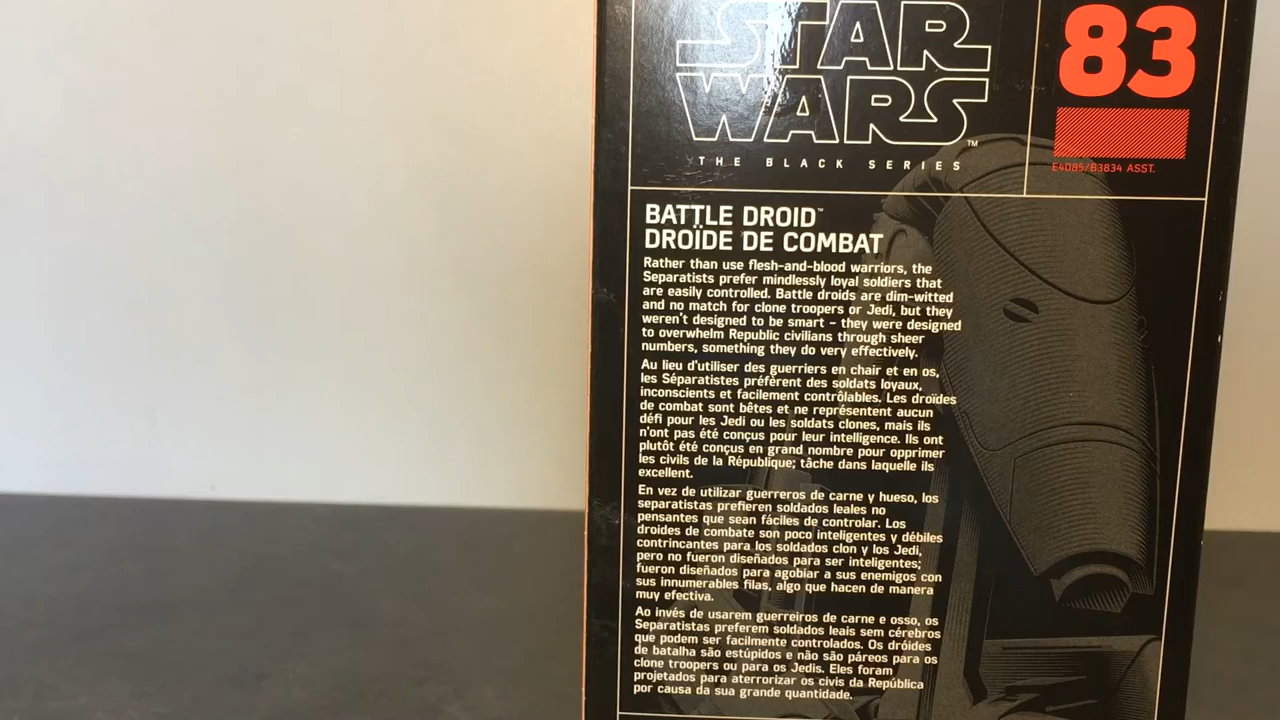 STAR
WARS™
THE BLACK SERIES
83
E4085/B3834 ASST.
BATTLE DROID™
DROÏDE DE COMBAT
Rather than use flesh-and-blood warriors, the
Separatists prefer mindlessly loyal soldiers that
are easily controlled. Battle droids are dim-witted
and no match for clone troopers or Jedi, but they
weren't designed to be smart – they were designed
to overwhelm Republic civilians through sheer
numbers, something they do very effectively.
Au lieu d'utiliser des guerriers en chair et en os,
les Séparatistes préfèrent des soldats loyaux,
inconscients et facilement contrôlables. Les droïdes
de combat sont bêtes et ne représentent aucun
défi pour les Jedi ou les soldats clones, mais ils
n'ont pas été conçus pour leur intelligence. Ils ont
plutôt été conçus en grand nombre pour opprimer
les civils de la République; tâche dans laquelle ils
excellent.
En vez de utilizar guerreros de carne y hueso, los
separatistas prefieren soldados leales no
pensantes que sean fáciles de controlar. Los
droides de combate son poco inteligentes y débiles
contrincantes para los soldados clon y los Jedi,
pero no fueron diseñados para ser inteligentes;
fueron diseñados para agobiar a sus enemigos con
sus innumerables filas, algo que hacen de manera
muy efectiva.
Ao invés de usarem guerreiros de carne e osso, os
Separatistas preferem soldados leais sem cérebros
que podem ser facilmente controlados. Os dróides
de batalha são estúpidos e não são páreos para os
clone troopers ou para os Jedis. Eles foram
projetados para aterrorizar os civis da República
por causa da sua grande quantidade.